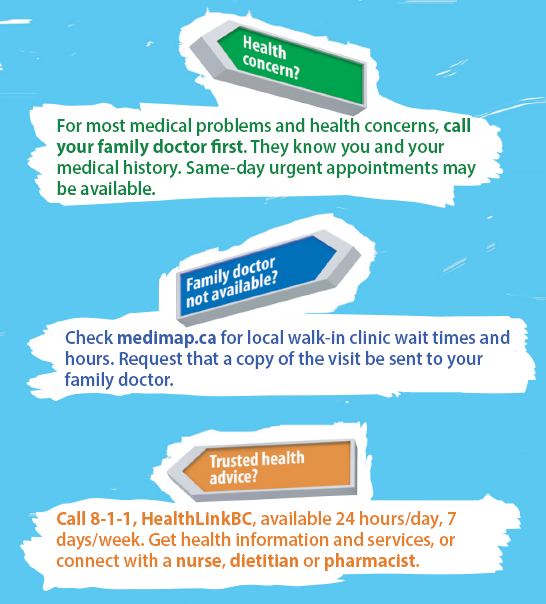 Health
concern?
For most medical problems and health concerns, call
your family doctor first. They know you and your
medical history. Same-day urgent appointments may
be available.
Family doctor
not available?
Check medimap.ca for local walk-in clinic wait times and
hours. Request that a copy of the visit be sent to your
family doctor.
Trusted health
advice?
Call 8-1-1, HealthLinkBC, available 24 hours/day, 7
days/week. Get health information and services, or
connect with a nurse, dietitian or pharmacist.